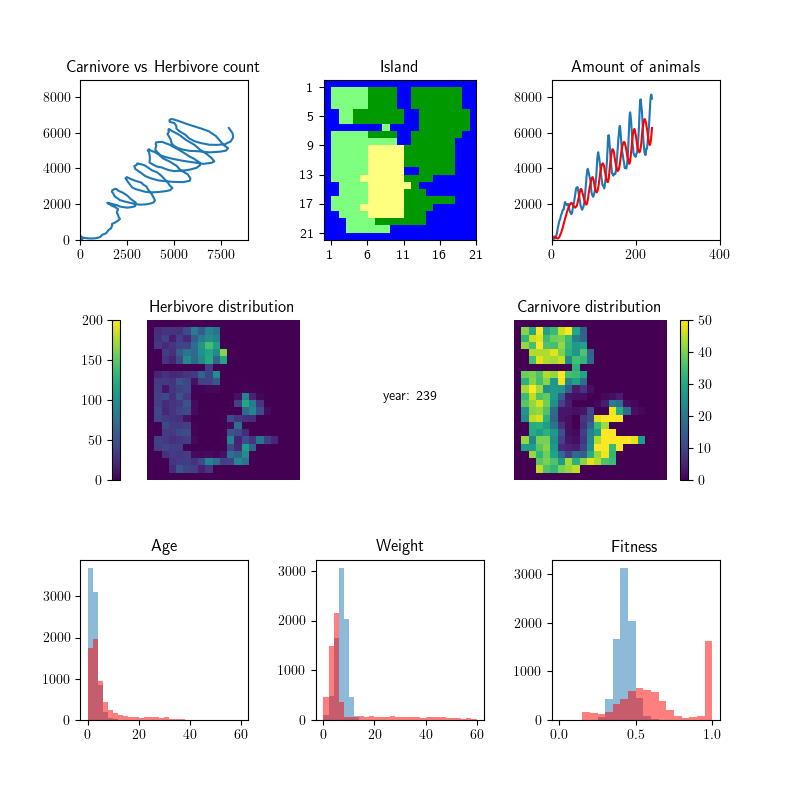 Carnivore vs Herbivore count
8000
6000
4000
2000
0
0 2500 5000 7500
Island
1
5
9
13
17
21
1 6 11 16 21
Amount of animals
8000
6000
4000
2000
0
0 200 400
Herbivore distribution
200
150
100
50
0
year: 239
Carnivore distribution
50
40
30
20
10
0
Age
3000
2000
1000
0
0 20 40 60
Weight
3000
2000
1000
0
0 20 40 60
Fitness
3000
2000
1000
0
0.0 0.5 1.0